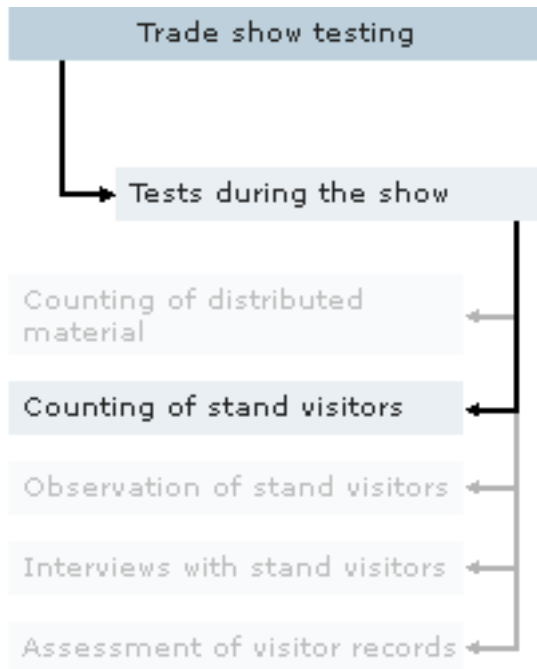 Trade show testing
Tests during the show
Counting of distributed
material
Counting of stand visitors
Observation of stand visitors
Interviews with stand visitors
Assessment of visitor records